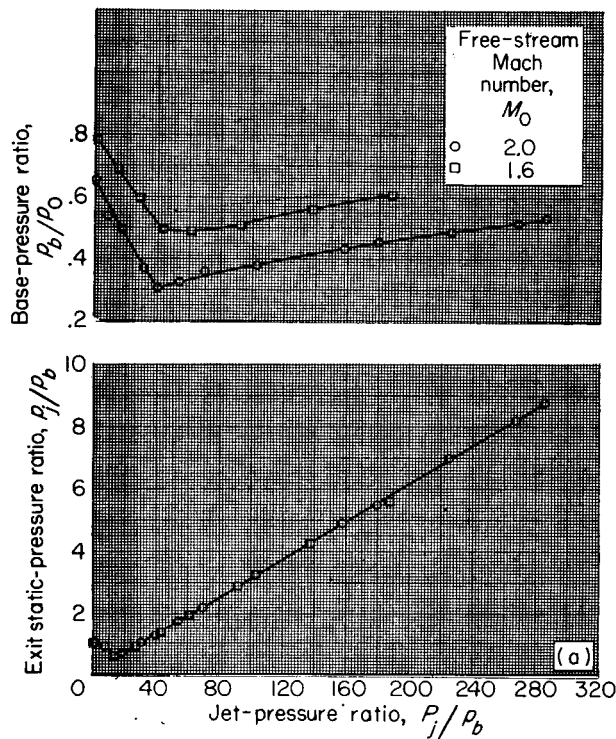 Free-stream
Mach
number,
M0
2.0
1.6
Base-pressure ratio,
pb/p0
.8
.6
.4
.2
Exit static-pressure ratio, pj/pb
10
8
6
4
2
0
(a)
0 40 80 120 160 200 240 280 320
Jet-pressure ratio, Pj/pb